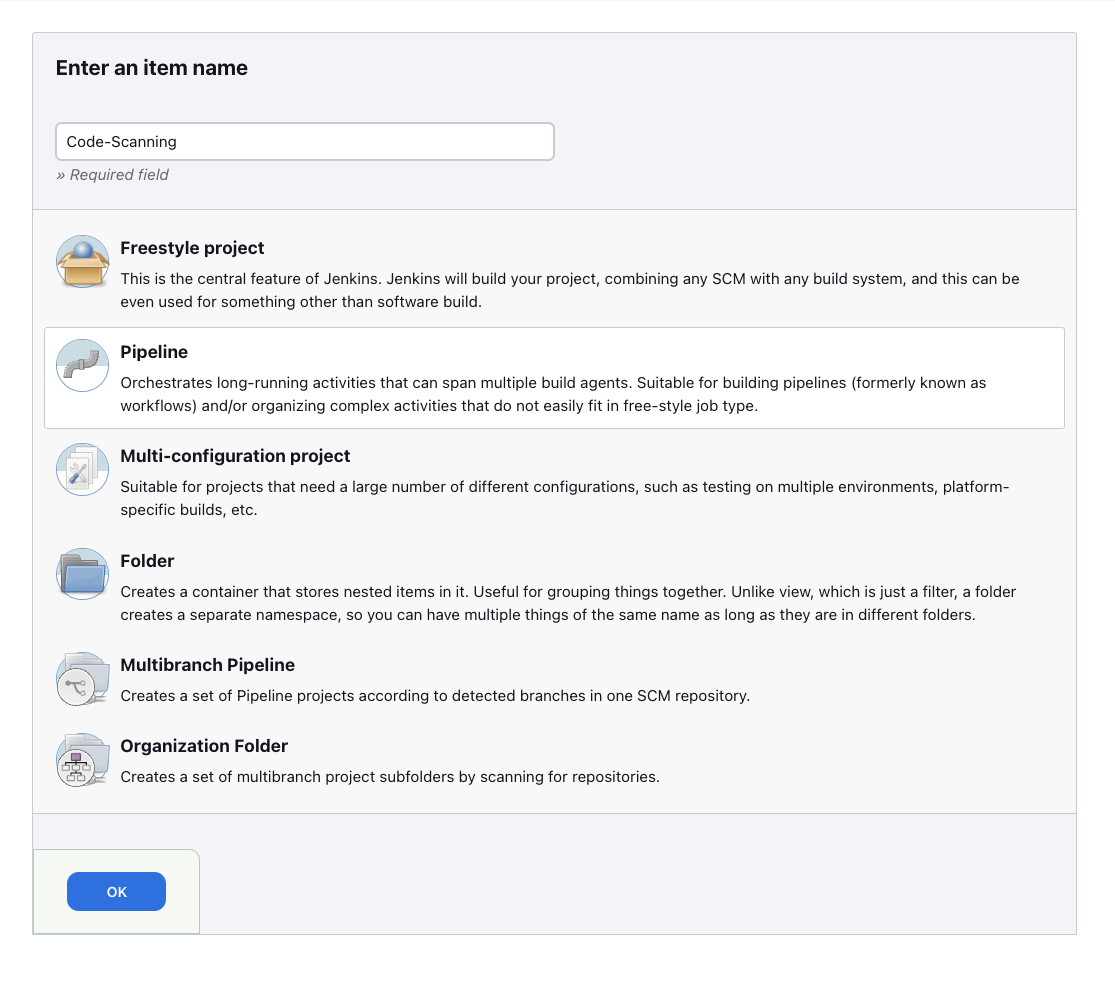 Enter an item name
Code-Scanning
» Required field
Freestyle project
This is the central feature of Jenkins. Jenkins will build your project, combining any SCM with any build system, and this can be
even used for something other than software build.
Pipeline
Orchestrates long-running activities that can span multiple build agents. Suitable for building pipelines (formerly known as
workflows) and/or organizing complex activities that do not easily fit in free-style job type.
Multi-configuration project
Suitable for projects that need a large number of different configurations, such as testing on multiple environments, platform-
specific builds, etc.
Folder
Creates a container that stores nested items in it. Useful for grouping things together. Unlike view, which is just a filter, a folder
creates a separate namespace, so you can have multiple things of the same name as long as they are in different folders.
Multibranch Pipeline
Creates a set of Pipeline projects according to detected branches in one SCM repository.
Organization Folder
Creates a set of multibranch project subfolders by scanning for repositories.
OK